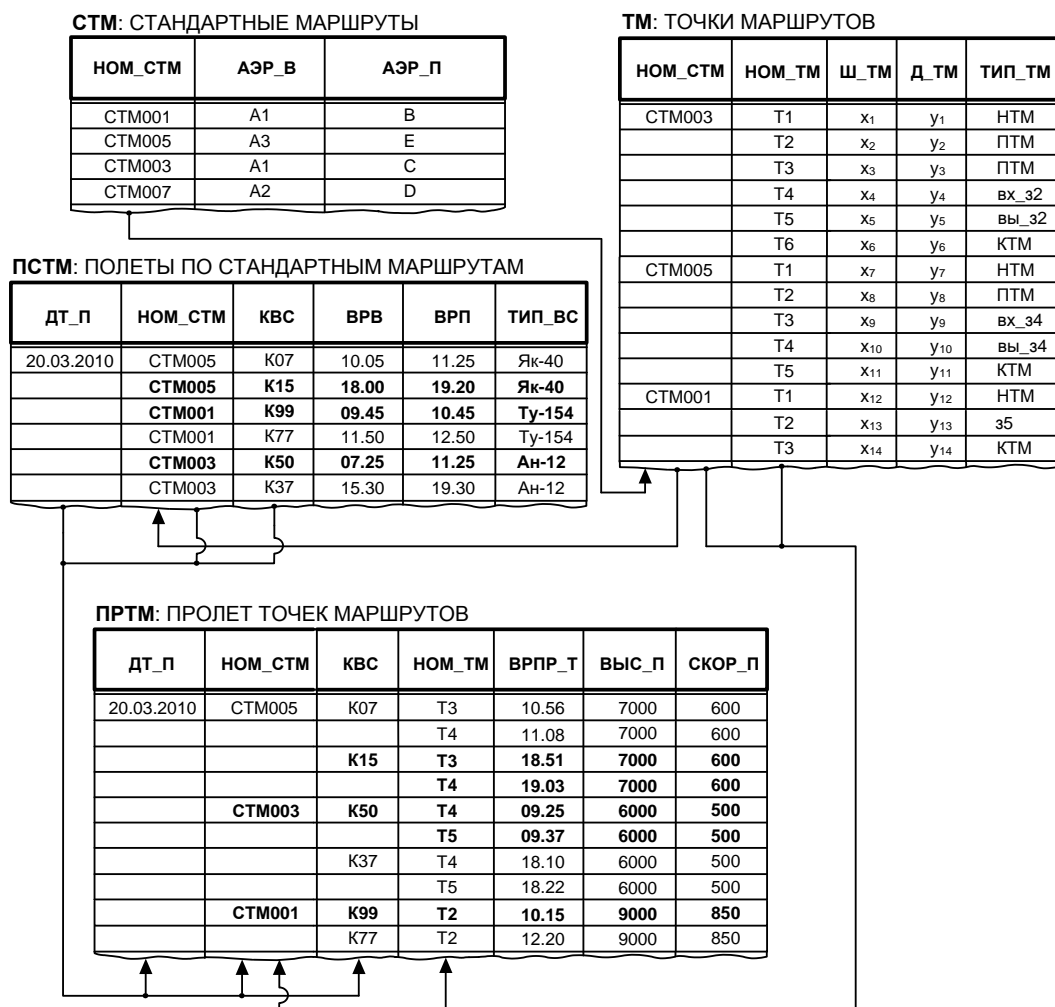 СТМ: СТАНДАРТНЫЕ МАРШРУТЫ
НОМ_СТМ АЭР_В АЭР_П
СТМ001 А1 В
СТМ005 А3 Е
СТМ003 А1 С
СТМ007 А2 D
ТМ: ТОЧКИ МАРШРУТОВ
НОМ_СТМ НОМ_ТМ Ш_ТМ Д_ТМ ТИП_ТМ
СТМ003 Т1 x1 y1 НТМ
Т2 x2 y2 ПТМ
Т3 x3 y3 ПТМ
Т4 x4 y4 вх_з2
Т5 x5 y5 вы_з2
Т6 x6 y6 КТМ
СТМ005 Т1 x7 y7 НТМ
Т2 x8 y8 ПТМ
Т3 x9 y9 вх_з4
Т4 x10 y10 вы_з4
Т5 x11 y11 КТМ
СТМ001 Т1 x12 y12 НТМ
Т2 x13 y13 з5
Т3 x14 y14 КТМ
ПСТМ: ПОЛЕТЫ ПО СТАНДАРТНЫМ МАРШРУТАМ
ДТ_П НОМ_СТМ КВС ВРВ ВРП ТИП_ВС
20.03.2010 СТМ005 К07 10.05 11.25 Як-40
СТМ005 К15 18.00 19.20 Як-40
СТМ001 К99 09.45 10.45 Ту-154
СТМ001 К77 11.50 12.50 Ту-154
СТМ003 К50 07.25 11.25 Ан-12
СТМ003 К37 15.30 19.30 Ан-12
ПРТМ: ПРОЛЕТ ТОЧЕК МАРШРУТОВ
ДТ_П НОМ_СТМ КВС НОМ_ТМ ВРПР_Т ВЫС_П СКОР_П
20.03.2010 СТМ005 К07 Т3 10.56 7000 600
Т4 11.08 7000 600
К15 Т3 18.51 7000 600
Т4 19.03 7000 600
СТМ003 К50 Т4 09.25 6000 500
Т5 09.37 6000 500
К37 Т4 18.10 6000 500
Т5 18.22 6000 500
СТМ001 К99 Т2 10.15 9000 850
К77 Т2 12.20 9000 850